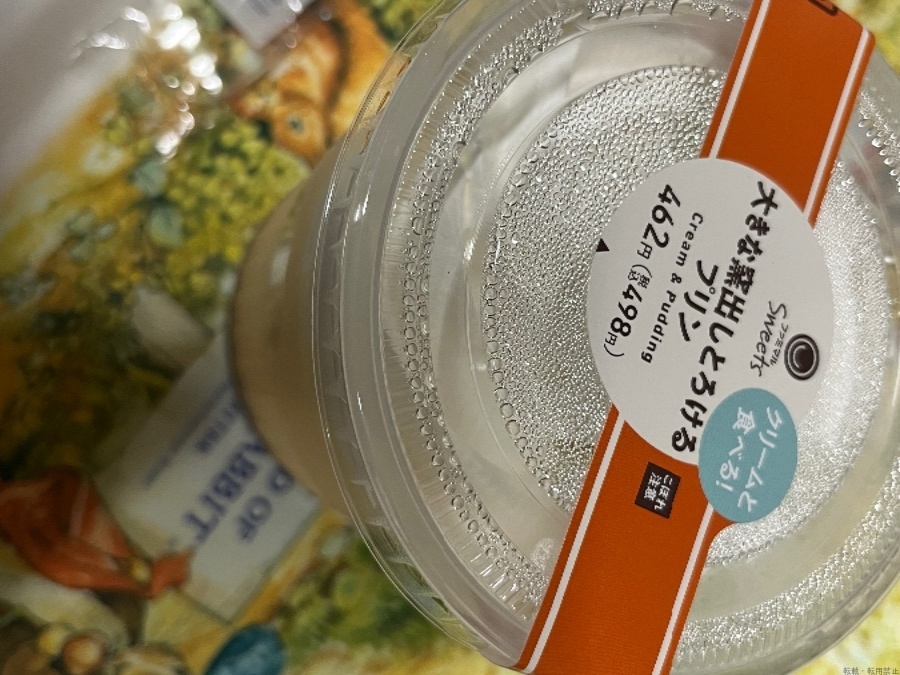 ファミマル
Sweets
クリームと
食べる!
大きな窯出しとろける
プリン
Cream & Pudding
462円(税込498円)
こぼれ
注意
OF
転載・転用禁止